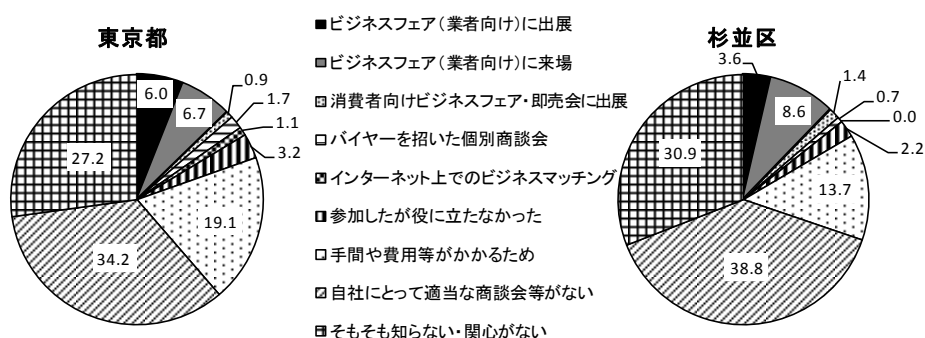 東京都
6.0
6.7
0.9
1.7
1.1
3.2
19.1
34.2
27.2
■ビジネスフェア(業者向け)に出展
■ビジネスフェア(業者向け)に来場
消費者向けビジネスフェア・即売会に出展
バイヤーを招いた個別商談会
インターネット上でのビジネスマッチング
参加したが役に立たなかった
手間や費用等がかかるため
自社にとって適当な商談会等がない
そもそも知らない・関心がない
杉並区
3.6
8.6
1.4
0.7
0.0
2.2
13.7
38.8
30.9